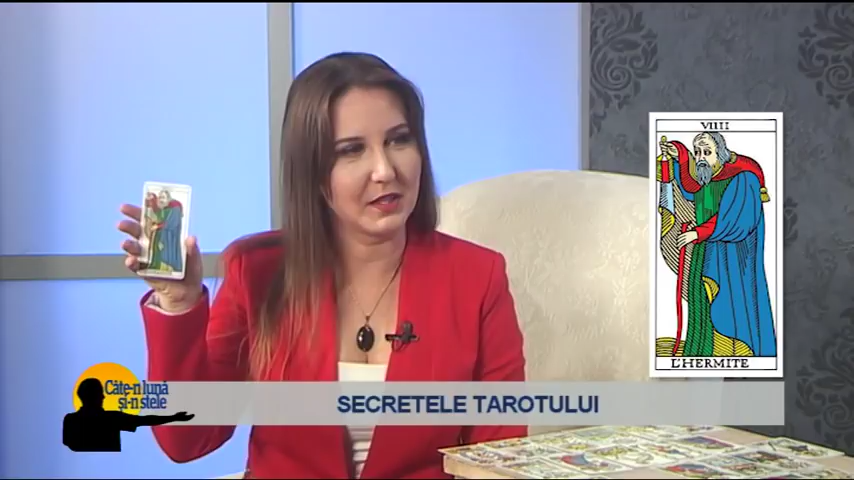 VIIII
L'HERMITE
Câte-n lună
și-n stele
SECRETELE TAROTULUI